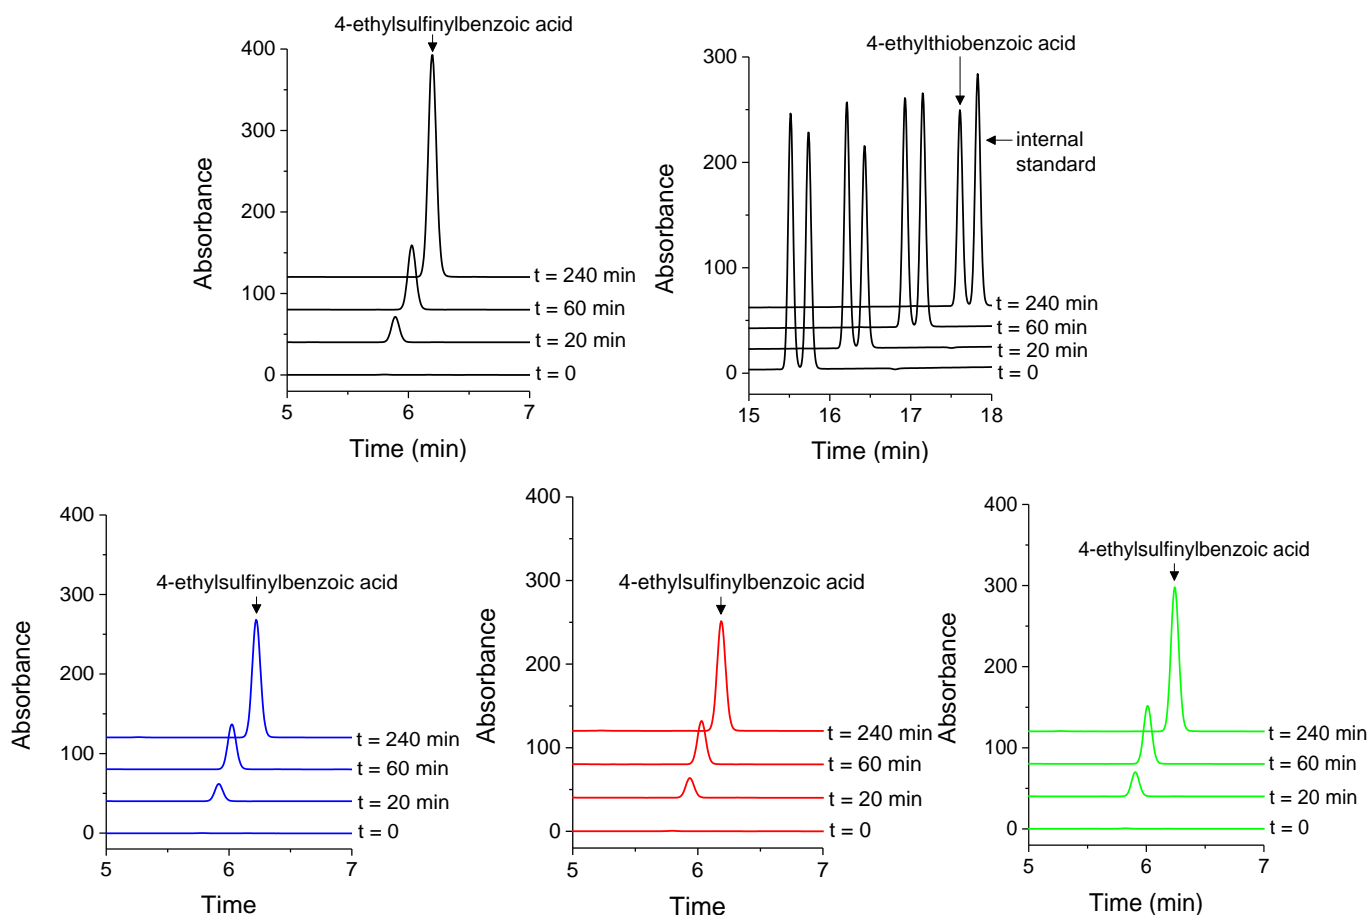 4-ethylsulfinylbenzoic acid
400
300
200
100
0
Absorbance
t = 240 min
t = 60 min
t = 20 min
t = 0
5
6
7
Time (min)
4-ethylthiobenzoic acid
300
200
100
0
Absorbance
internal
standard
t = 240 min
t = 60 min
t = 20 min
t = 0
15
16
17
18
Time (min)
400
300
200
100
0
Absorbance
4-ethylsulfinylbenzoic acid
t = 240 min
t = 60 min
t = 20 min
t = 0
5
6
7
Time
400
300
200
100
0
Absorbance
4-ethylsulfinylbenzoic acid
t = 240 min
t = 60 min
t = 20 min
t = 0
5
6
7
Time
400
300
200
100
0
Absorbance
4-ethylsulfinylbenzoic acid
t = 240 min
t = 60 min
t = 20 min
t = 0
5
6
7
Time (min)